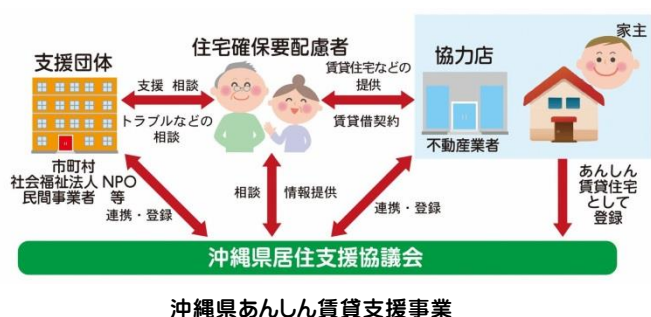 支援団体
住宅確保要配慮者
協力店
家主
支援 相談
トラブルなどの
相談
賃貸住宅などの
提供
賃貸借契約
不動産業者
市町村
社会福祉法人 NPO
民間事業者 等
連携・登録
相談
情報提供
連携・登録
あんしん
賃貸住宅
として
登録
沖縄県居住支援協議会
沖縄県あんしん賃貸支援事業